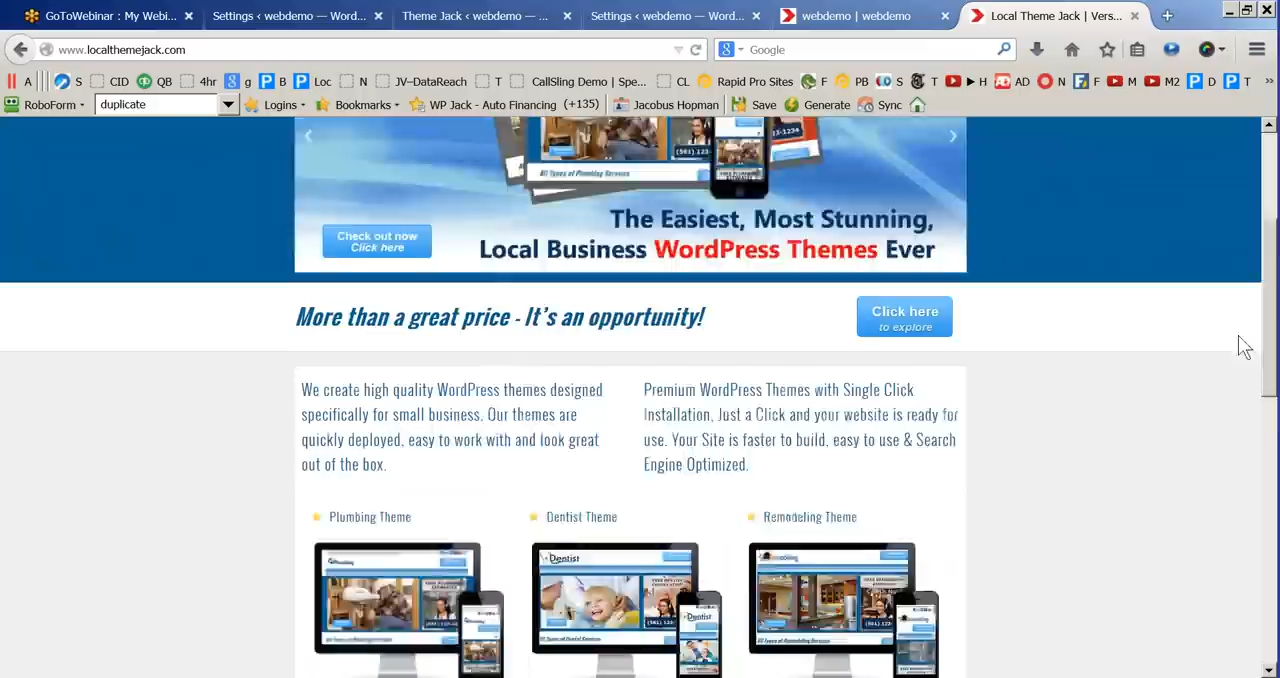 GoToWebinar : My Webi...
Settings ‹ webdemo — Word...
Theme Jack ‹ webdemo — ...
Settings ‹ webdemo — Word...
webdemo | webdemo
Local Theme Jack | Vers...
www.localthemejack.com
Google
A S CID QB 4hr g B Loc N JV--DataReach T CallSling Demo | Spe... CL Rapid Pro Sites F PB S T H AD N F M M2 D T
RoboForm duplicate Logins Bookmarks WP Jack - Auto Financing (+135) Jacobus Hopman Save Generate Sync
All Types of Plumbing Services
The Easiest, Most Stunning,
Local Business WordPress Themes Ever
Check out now
Click here
More than a great price - It's an opportunity!
Click here
to explore
We create high quality WordPress themes designed
specifically for small business. Our themes are
quickly deployed, easy to work with and look great
out of the box.
Premium WordPress Themes with Single Click
Installation, Just a Click and your website is ready for
use. Your Site is faster to build, easy to use & Search
Engine Optimized.
Plumbing Theme
Dentist Theme
Remodeling Theme
Dentist
Dentist